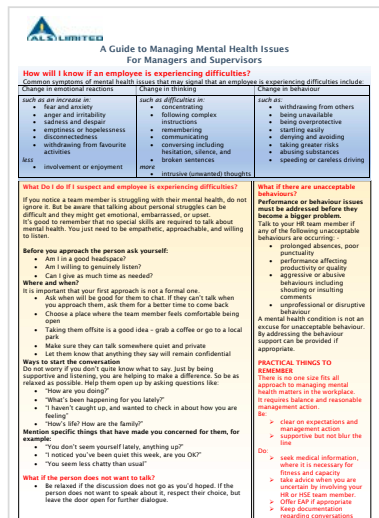 ALS LIMITED
A Guide to Managing Mental Health Issues
For Managers and Supervisors
How will I know if an employee is experiencing difficulties?
Common symptoms of mental health issues that may signal that an employee is experiencing difficulties include:
Change in emotional reactions
such as an increase in:
• fear and anxiety
• anger and irritability
• sadness and despair
• emptiness or hopelessness
• disconnectedness
• withdrawing from favourite
activities
less
• involvement or enjoyment
Change in thinking
such as difficulties in:
• concentrating
• following complex
instructions
• remembering
• communicating
• conversing including
hesitation, silence, and
• broken sentences
more
• intrusive (unwanted) thoughts
Change in behaviour
such as:
• withdrawing from others
• being unavailable
• being overprotective
• startling easily
• denying and avoiding
• taking greater risks
• abusing substances
• speeding or careless driving
What Do I do If I suspect and employee is experiencing difficulties?
If you notice a team member is struggling with their mental health, do not
ignore it. But be aware that talking about personal struggles can be
difficult and they might get emotional, embarrassed, or upset.
It's good to remember that no special skills are required to talk about
mental health. You just need to be empathetic, approachable, and willing
to listen.
Before you approach the person ask yourself:
• Am I in a good headspace?
• Am I willing to genuinely listen?
• Can I give as much time as needed?
Where and when?
It is important that your first approach is not a formal one.
• Ask when will be good for them to chat. If they can't talk when
you approach them, ask them for a better time to come back
• Choose a place where the team member feels comfortable being
open
• Taking them offsite is a good idea – grab a coffee or go to a local
park
• Make sure they can talk somewhere quiet and private
• Let them know that anything they say will remain confidential
Ways to start the conversation
Do not worry if you don't quite know what to say. Just by being
supportive and listening, you are helping to make a difference. So be as
relaxed as possible. Help them open up by asking questions like:
• "How are you doing?"
• "What's been happening for you lately?"
• "I haven't caught up, and wanted to check in about how you are
feeling"
• "How's life? How are the family?"
Mention specific things that have made you concerned for them, for
example:
• "You don't seem yourself lately, anything up?"
• "I noticed you've been quiet this week, are you OK?"
• "You seem less chatty than usual"
What if the person does not want to talk?
• Be relaxed if the discussion does not go as you'd hoped. If the
person does not want to speak about it, respect their choice, but
leave the door open for further dialogue.
What if there are unacceptable
behaviours?
Performance or behaviour issues
must be addressed before they
become a bigger problem.
Talk to your HR team member if
any of the following unacceptable
behaviours are occurring: -
• prolonged absences, poor
punctuality
• performance affecting
productivity or quality
• aggressive or abusive
behaviours including
shouting or insulting
comments
• unprofessional or disruptive
behaviour
A mental health condition is not an
excuse for unacceptable behaviour.
By addressing the behaviour
support can be provided if
appropriate.
PRACTICAL THINGS TO
REMEMBER
There is no one size fits all
approach to managing mental
health matters in the workplace.
It requires balance and reasonable
management action.
Be:
➢ clear on expectations and
management action
➢ supportive but not blur the
line
Do:
➢ seek medical information,
where it is necessary for
fitness and capacity
➢ take advice when you are
uncertain by involving your
HR or HSE team member.
➢ Offer EAP if appropriate
➢ Keep documentation
regarding conversations